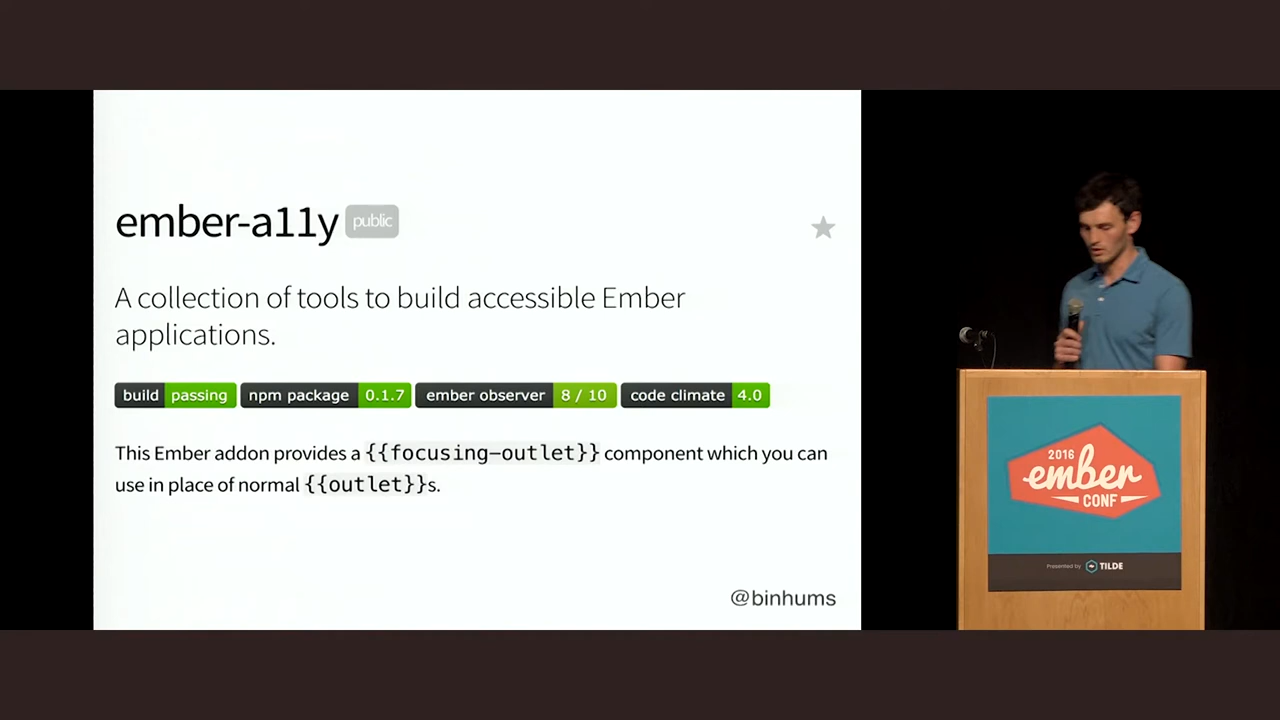 ember-a11y public
A collection of tools to build accessible Ember
applications.
build passing npm package 0.1.7 ember observer 8 / 10 code climate 4.0
This Ember addon provides a {{focusing-outlet}} component which you can
use in place of normal {{outlet}}s.
@binhums
2016
ember
CONF
Presented by TILDE